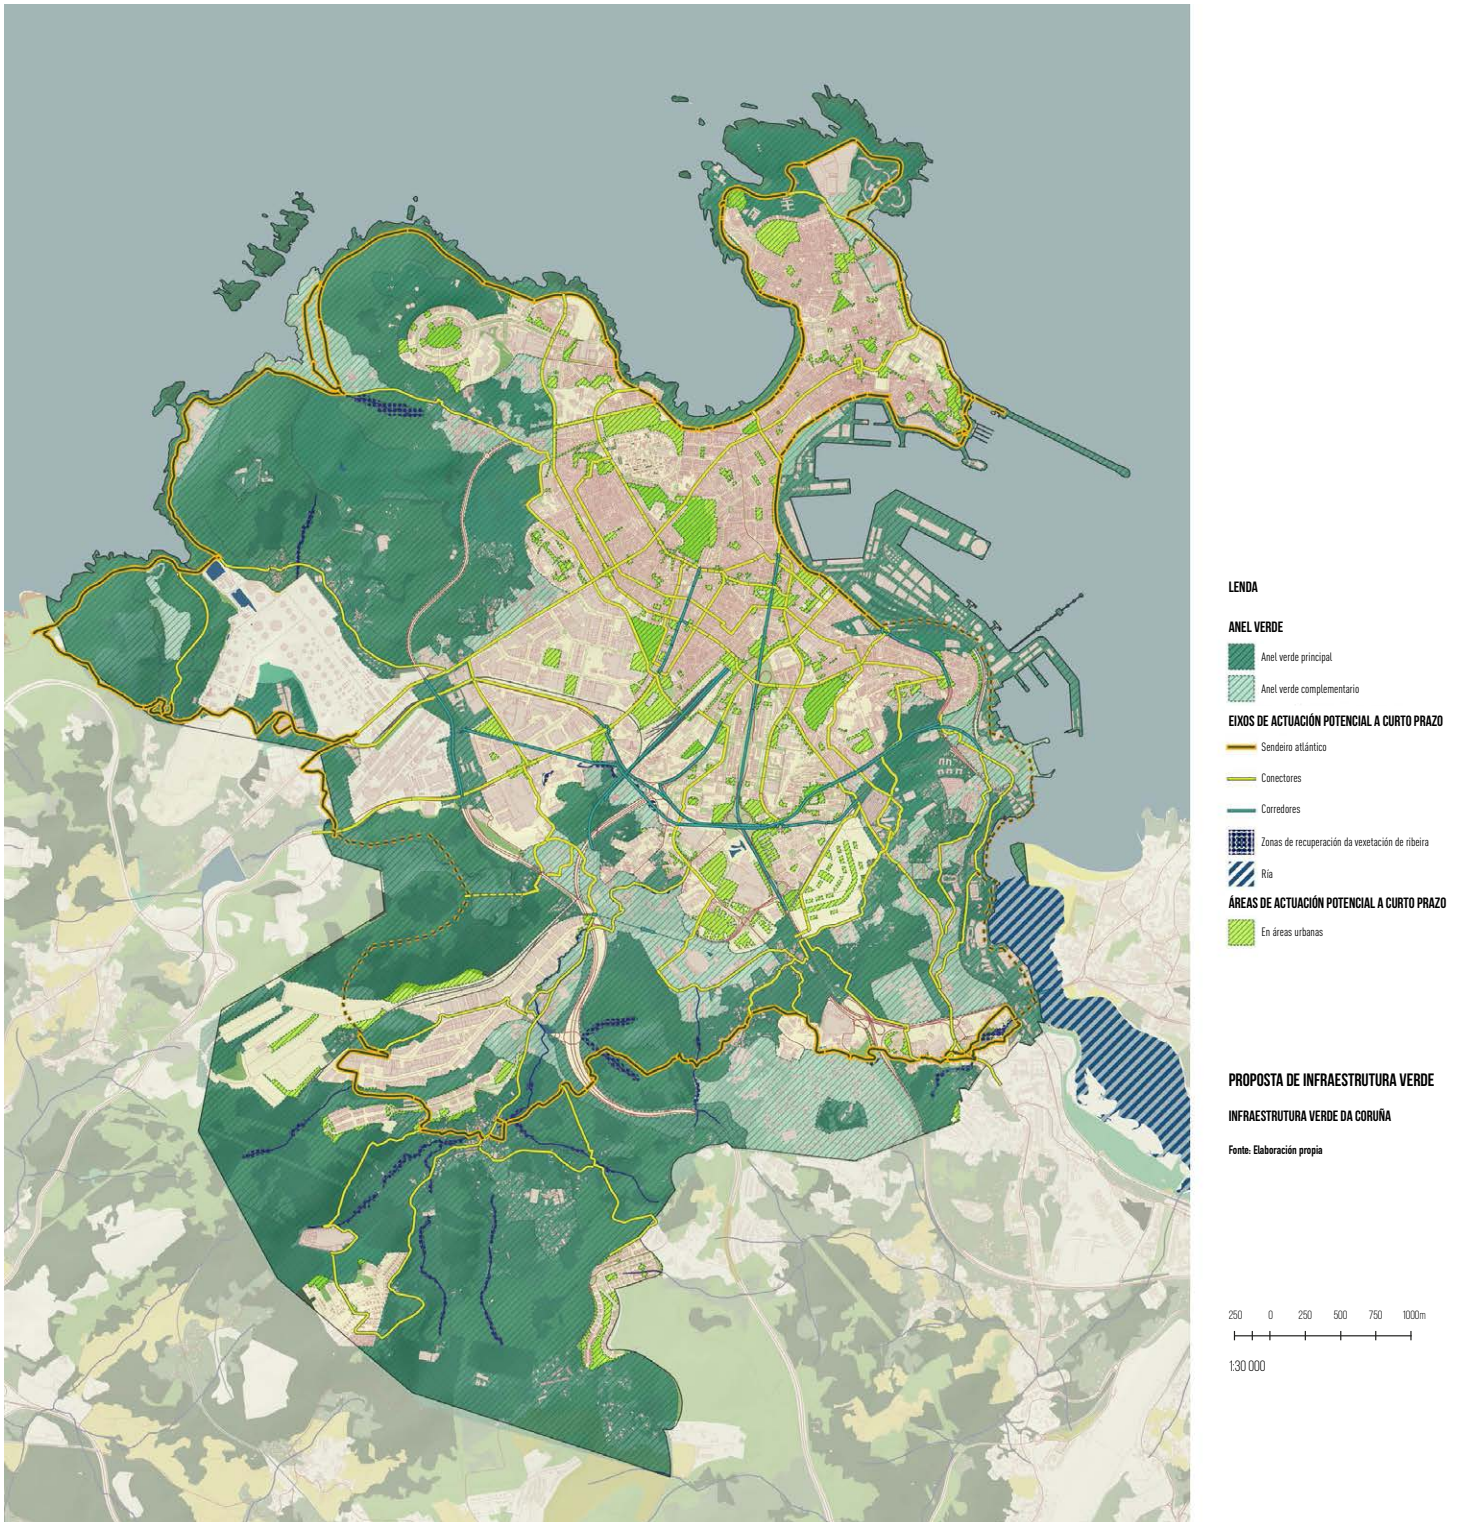 LENDA
ANEL VERDE
Anel verde principal
Anel verde complementario
EIXOS DE ACTUACIÓN POTENCIAL A CURTO PRAZO
Sendeiro atlántico
Conectores
Corredores
Zonas de recuperación da vexetación de ribeira
Ría
ÁREAS DE ACTUACIÓN POTENCIAL A CURTO PRAZO
En áreas urbanas
PROPOSTA DE INFRAESTRUTURA VERDE
INFRAESTRUTURA VERDE DA CORUÑA
Fonte: Elaboración propia
250 0 250 500 750 1000m
1:30 000